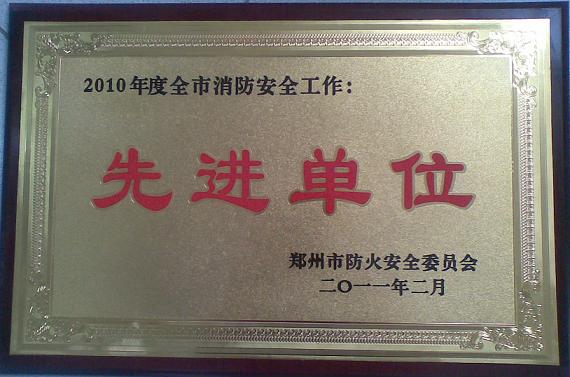 2010年度全市消防安全工作:
先进单位
郑州市防火安全委员会
二〇一一年二月